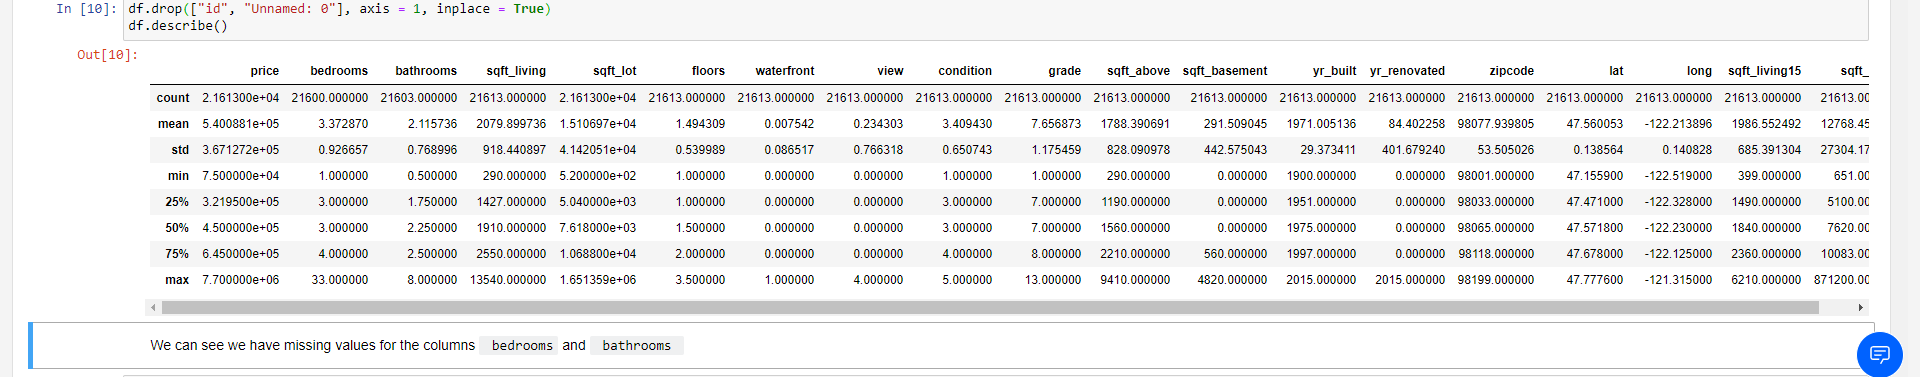 In [10]: df.drop(["id", "Unnamed: 0"], axis = 1, inplace = True)
df.describe()
Out[10]:
price bedrooms bathrooms sqft_living sqft_lot floors waterfront view condition grade sqft_above sqft_basement yr_built yr_renovated zipcode lat long sqft_living15 sqft_
count 2.161300e+04 21600.000000 21603.000000 21613.000000 2.161300e+04 21613.000000 21613.000000 21613.000000 21613.000000 21613.000000 21613.000000 21613.000000 21613.000000 21613.000000 21613.000000 21613.000000 21613.000000 21613.000000 21613.00
mean 5.400881e+05 3.372870 2.115736 2079.899736 1.510697e+04 1.494309 0.007542 0.234303 3.409430 7.656873 1788.390691 291.509045 1971.005136 84.402258 98077.939805 47.560053 -122.213896 1986.552492 12768.45
std 3.671272e+05 0.926657 0.768996 918.440897 4.142051e+04 0.539989 0.086517 0.766318 0.650743 1.175459 828.090978 442.575043 29.373411 401.679240 53.505026 0.138564 0.140828 685.391304 27304.17
min 7.500000e+04 1.000000 0.500000 290.000000 5.200000e+02 1.000000 0.000000 0.000000 1.000000 1.000000 290.000000 0.000000 1900.000000 0.000000 98001.000000 47.155900 -122.519000 399.000000 651.00
25% 3.219500e+05 3.000000 1.750000 1427.000000 5.040000e+03 1.000000 0.000000 0.000000 3.000000 7.000000 1190.000000 0.000000 1951.000000 0.000000 98033.000000 47.471000 -122.328000 1490.000000 5100.00
50% 4.500000e+05 3.000000 2.250000 1910.000000 7.618000e+03 1.500000 0.000000 0.000000 3.000000 7.000000 1560.000000 0.000000 1975.000000 0.000000 98065.000000 47.571800 -122.230000 1840.000000 7620.00
75% 6.450000e+05 4.000000 2.500000 2550.000000 1.068800e+04 2.000000 0.000000 0.000000 4.000000 8.000000 2210.000000 560.000000 1997.000000 0.000000 98118.000000 47.678000 -122.125000 2360.000000 10083.00
max 7.700000e+06 33.000000 8.000000 13540.000000 1.651359e+06 3.500000 1.000000 4.000000 5.000000 13.000000 9410.000000 4820.000000 2015.000000 2015.000000 98199.000000 47.777600 -121.315000 6210.000000 871200.00
We can see we have missing values for the columns bedrooms and bathrooms